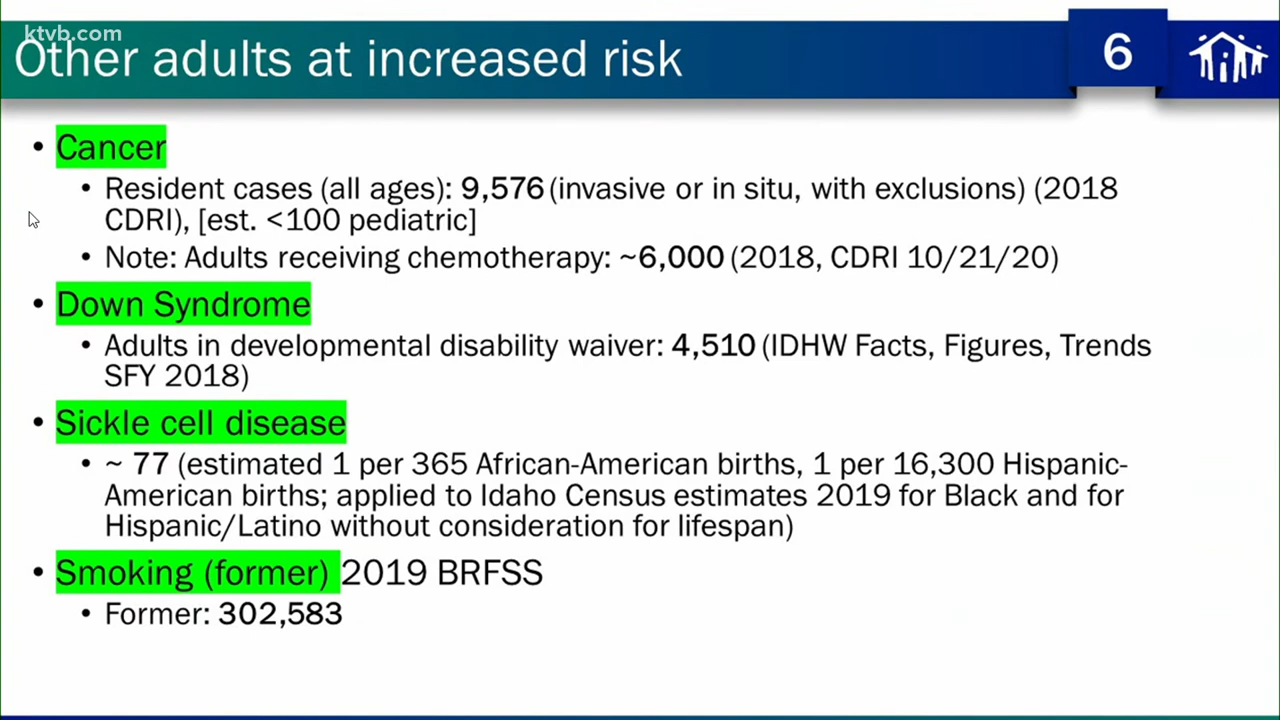 ktvb.com
Other adults at increased risk
6
• Cancer
• Resident cases (all ages): 9,576 (invasive or in situ, with exclusions) (2018
CDRI), [est. <100 pediatric]
• Note: Adults receiving chemotherapy: ~6,000 (2018, CDRI 10/21/20)
• Down Syndrome
• Adults in developmental disability waiver: 4,510 (IDHW Facts, Figures, Trends
SFY 2018)
• Sickle cell disease
• ~ 77 (estimated 1 per 365 African-American births, 1 per 16,300 Hispanic-
American births; applied to Idaho Census estimates 2019 for Black and for
Hispanic/Latino without consideration for lifespan)
• Smoking (former) 2019 BRFSS
• Former: 302,583